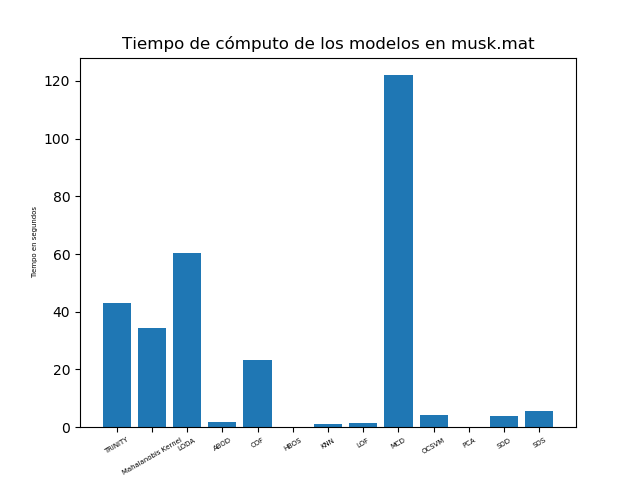 Tiempo de cómputo de los modelos en musk.mat
Tiempo en segundos
120
100
80
60
40
20
0
TRINITY
Mahalanobis Kernel
LODA
ABOD
COF
HBOS
KNN
LOF
MCD
OCSVM
PCA
SOD
SOS